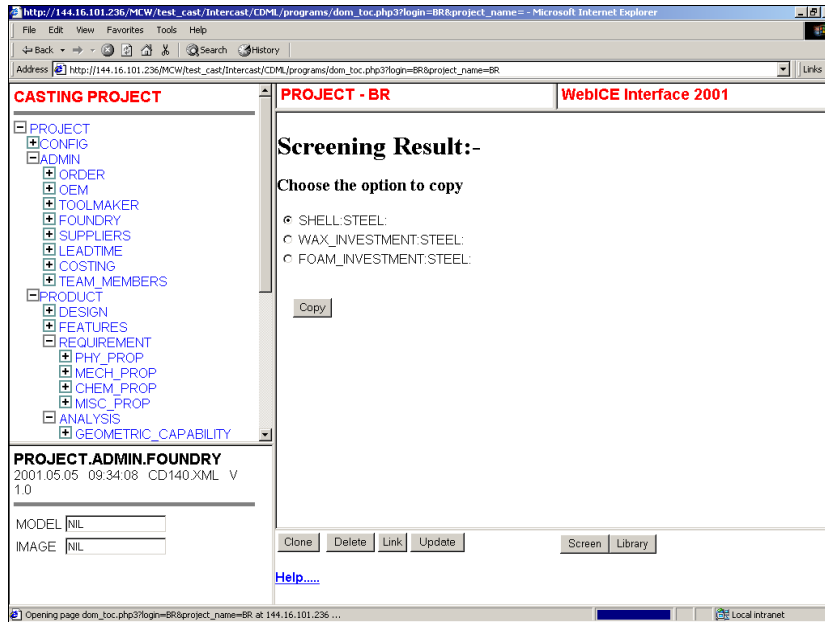 http://144.16.101.236/MCW/test_cast/Intercast/CDML/programs/dom_toc.php3?login=BR&project_name= - Microsoft Internet Explorer
File Edit View Favorites Tools Help
Back Search History
Address http://144.16.101.236/MCW/test_cast/Intercast/CDML/programs/dom_toc.php3?login=BR&project_name=BR Links
CASTING PROJECT
PROJECT
CONFIG
ADMIN
ORDER
OEM
TOOLMAKER
FOUNDRY
SUPPLIERS
LEADTIME
COSTING
TEAM_MEMBERS
PRODUCT
DESIGN
FEATURES
REQUIREMENT
PHY_PROP
MECH_PROP
CHEM_PROP
MISC_PROP
ANALYSIS
GEOMETRIC_CAPABILITY
PROJECT.ADMIN.FOUNDRY
2001.05.05 09:34:08 CD140.XML V
1.0
MODEL NIL
IMAGE NIL
PROJECT - BR WebICE Interface 2001
Screening Result:-
Choose the option to copy
SHELL:STEEL:
WAX_INVESTMENT:STEEL:
FOAM_INVESTMENT:STEEL:
Copy
Clone Delete Link Update Screen Library
Help.....
Opening page dom_toc.php3?login=BR&project_name=BR at 144.16.101.236 ... Local intranet